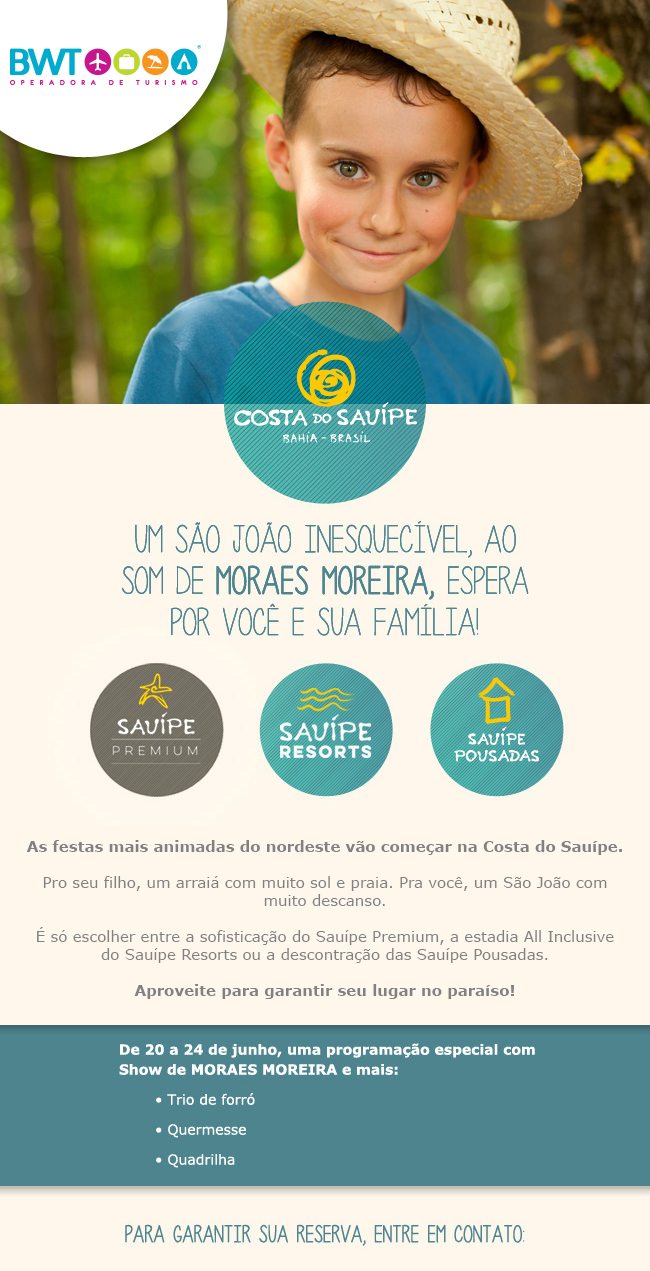 BWT
OPERADORA DE TURISMO
COSTA DO SAUÍPE
BAHIA - BRASIL
UM SÃO JOÃO INESQUECÍVEL, AO
SOM DE MORAES MOREIRA, ESPERA
POR VOCÊ E SUA FAMÍLIA!
SAUÍPE
PREMIUM
SAUÍPE
RESORTS
SAUÍPE
POUSADAS
As festas mais animadas do nordeste vão começar na Costa do Sauípe.
Pro seu filho, um arraiá com muito sol e praia. Pra você, um São João com
muito descanso.
É só escolher entre a sofisticação do Sauípe Premium, a estadia All Inclusive
do Sauípe Resorts ou a descontração das Sauípe Pousadas.
Aproveite para garantir seu lugar no paraíso!
De 20 a 24 de junho, uma programação especial com
Show de MORAES MOREIRA e mais:
• Trio de forró
• Quermesse
• Quadrilha
PARA GARANTIR SUA RESERVA, ENTRE EM CONTATO: